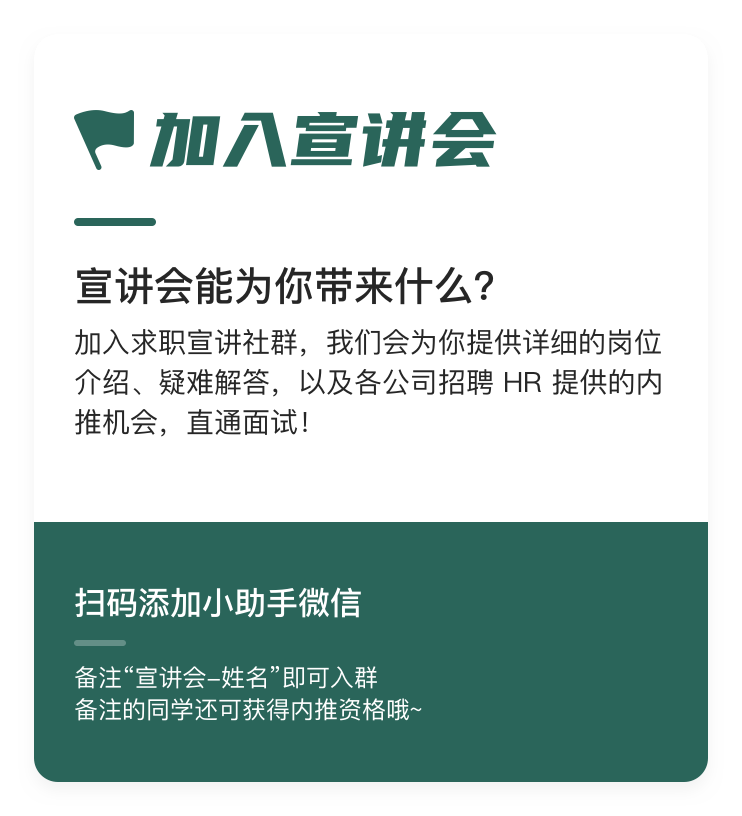 加入宣讲会
宣讲会能为你带来什么?
加入求职宣讲社群，我们会为你提供详细的岗位
介绍、疑难解答，以及各公司招聘 HR 提供的内
推机会，直通面试！
扫码添加小助手微信
备注“宣讲会–姓名”即可入群
备注的同学还可获得内推资格哦~